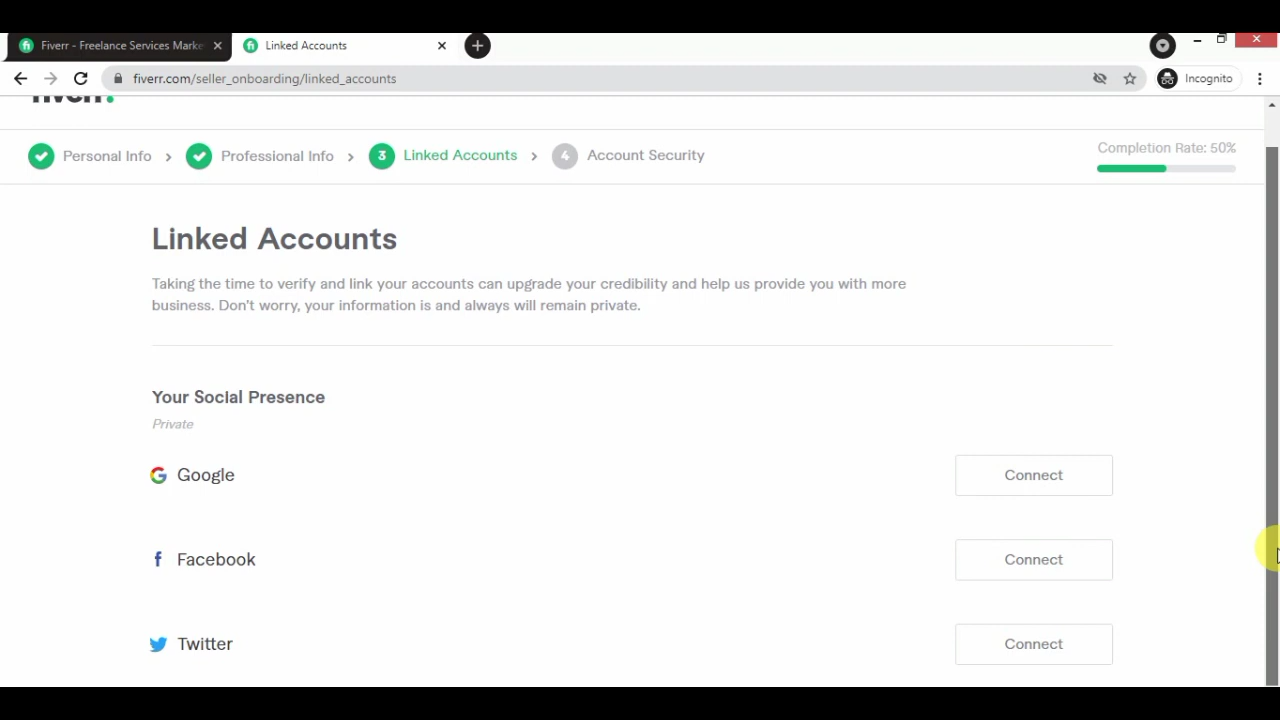 Fiverr - Freelance Services Marke
Linked Accounts
fiverr.com/seller_onboarding/linked_accounts
Incognito
fiverr.
Personal Info
Professional Info
3 Linked Accounts
4 Account Security
Completion Rate: 50%
Linked Accounts
Taking the time to verify and link your accounts can upgrade your credibility and help us provide you with more
business. Don't worry, your information is and always will remain private.
Your Social Presence
Private
Google
Connect
Facebook
Connect
Twitter
Connect